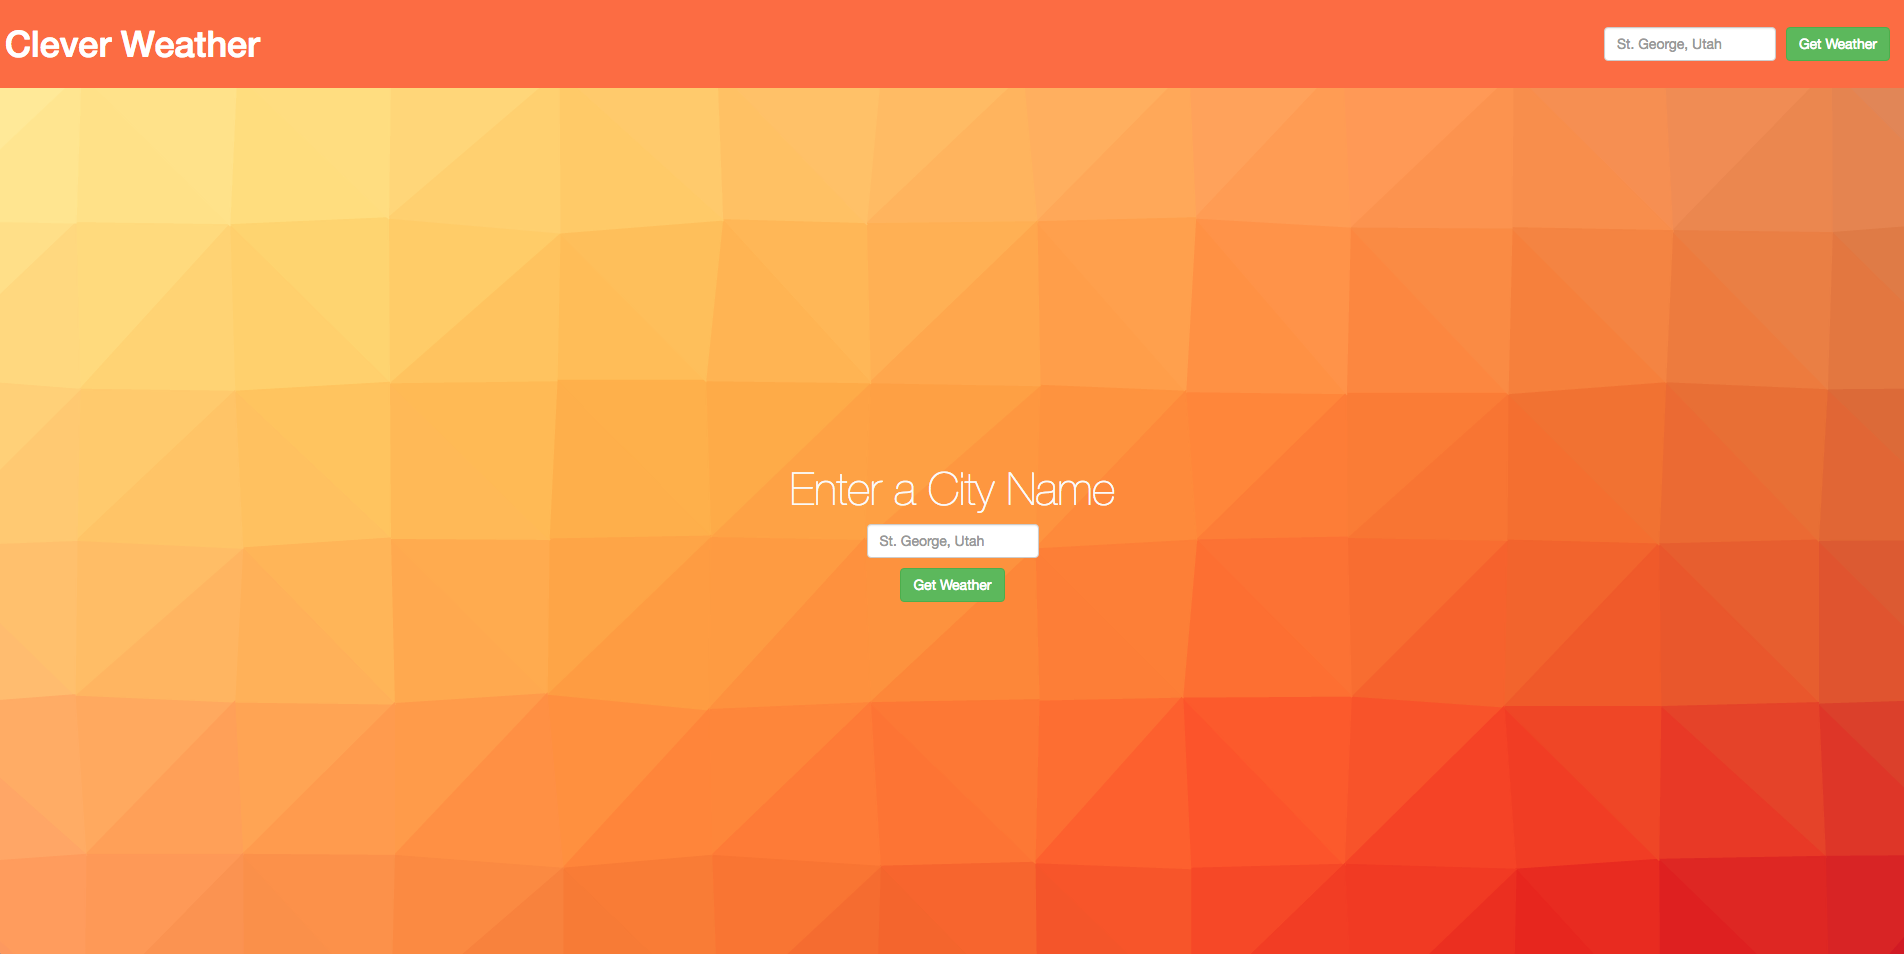 Clever Weather
St. George, Utah
Get Weather
Enter a City Name
St. George, Utah
Get Weather